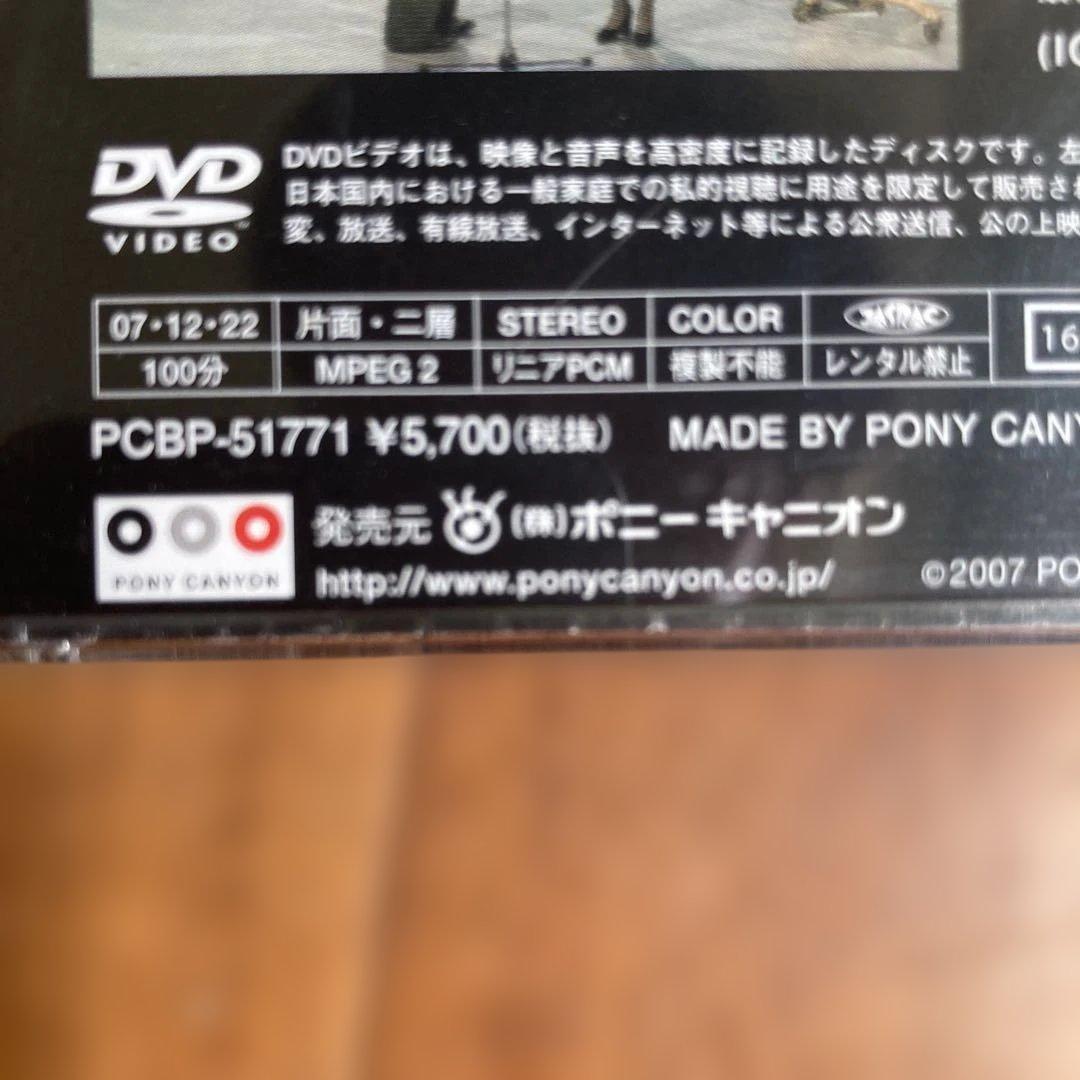 (IC
DVD VIDEO™
DVDビデオは、映像と音声を高密度に記録したディスクです。左
日本国内における一般家庭での私的視聴に用途を限定して販売され
変、放送、有線放送、インターネット等による公衆送信、公の上映
07・12・22 片面・二層 STEREO COLOR JASRAC 16
100分 MPEG 2 リニアPCM 複製不能 レンタル禁止
PCBP-51771 ¥5,700(税抜) MADE BY PONY CANY
PONY CANYON
発売元 (株)ポニーキャニオン
http://www.ponycanyon.co.jp/ ©2007 PO